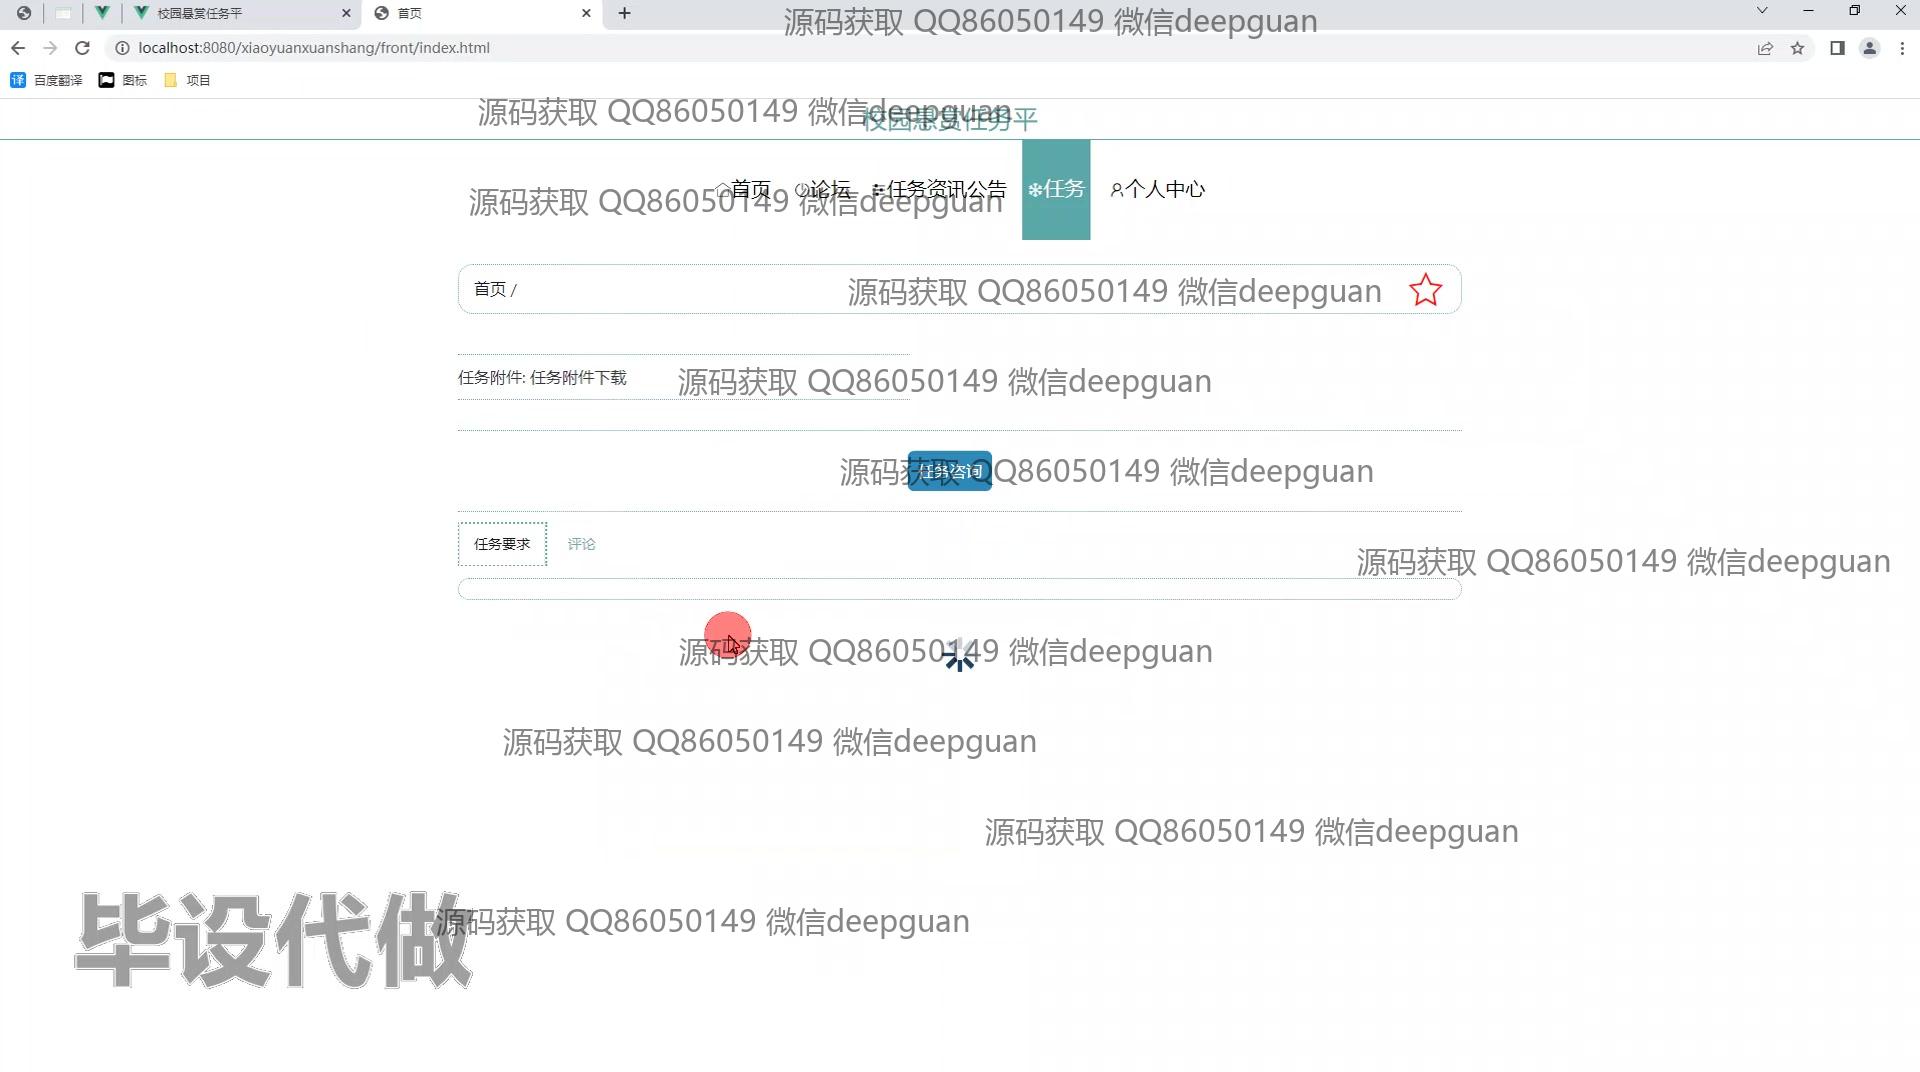 校园悬赏任务平
首页
源码获取 QQ86050149 微信deepguan
localhost:8080/xiaoyuanxuanshang/front/index.html
百度翻译 图标 项目
源码获取 QQ86050149 微信deepguan
校园悬赏任务平
首页 论坛 任务资讯公告 任务 个人中心
源码获取 QQ86050149 微信deepguan
首页 /
源码获取 QQ86050149 微信deepguan
任务附件: 任务附件下载
源码获取 QQ86050149 微信deepguan
任务咨询
源码获取 QQ86050149 微信deepguan
任务要求 评论
源码获取 QQ86050149 微信deepguan
源码获取 QQ86050149 微信deepguan
源码获取 QQ86050149 微信deepguan
源码获取 QQ86050149 微信deepguan
毕设代做
源码获取 QQ86050149 微信deepguan